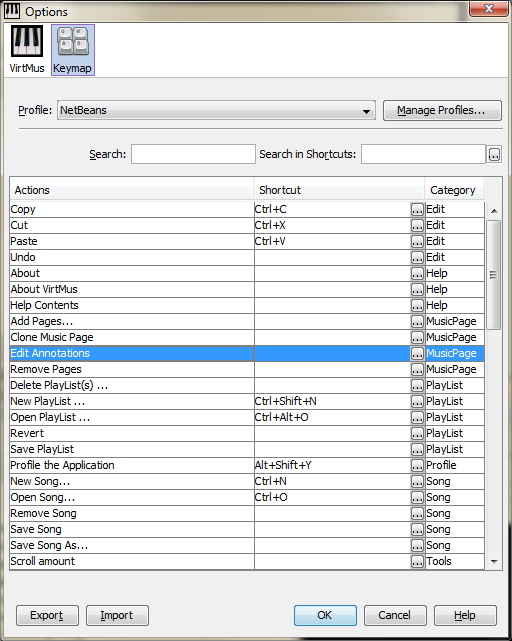 Options
VirtMus Keymap
Profile: NetBeans Manage Profiles...
Search: Search in Shortcuts: ...
Actions Shortcut Category
Copy Ctrl+C ... Edit
Cut Ctrl+X ... Edit
Paste Ctrl+V ... Edit
Undo ... Edit
About ... Help
About VirtMus ... Help
Help Contents ... Help
Add Pages... ... MusicPage
Clone Music Page ... MusicPage
Edit Annotations ... MusicPage
Remove Pages ... MusicPage
Delete PlayList(s) ... ... PlayList
New PlayList ... Ctrl+Shift+N ... PlayList
Open PlayList ... Ctrl+Alt+O ... PlayList
Revert ... PlayList
Save PlayList ... PlayList
Profile the Application Alt+Shift+Y ... Profile
New Song... Ctrl+N ... Song
Open Song... Ctrl+O ... Song
Remove Song ... Song
Save Song ... Song
Save Song As... ... Song
Scroll amount ... Tools
Export Import OK Cancel Help